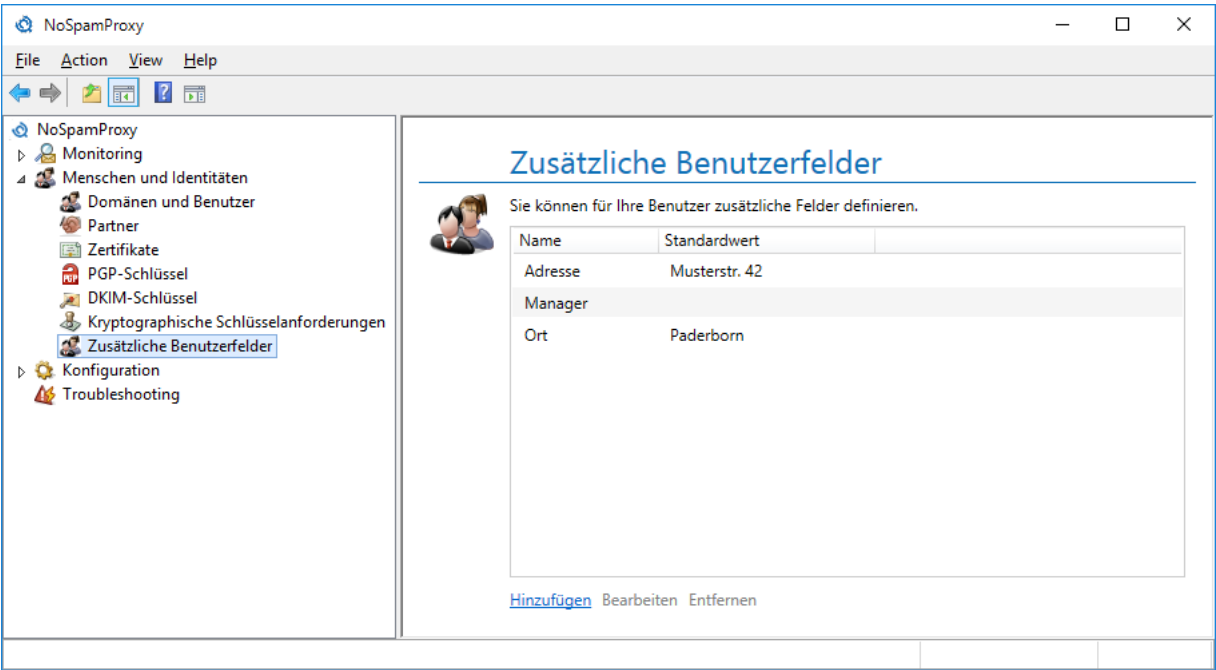 NoSpamProxy
File Action View Help
NoSpamProxy
Monitoring
Menschen und Identitäten
Domänen und Benutzer
Partner
Zertifikate
PGP-Schlüssel
DKIM-Schlüssel
Kryptographische Schlüsselanforderungen
Zusätzliche Benutzerfelder
Konfiguration
Troubleshooting
Zusätzliche Benutzerfelder
Sie können für Ihre Benutzer zusätzliche Felder definieren.
Name Standardwert
Adresse Musterstr. 42
Manager
Ort Paderborn
Hinzufügen Bearbeiten Entfernen